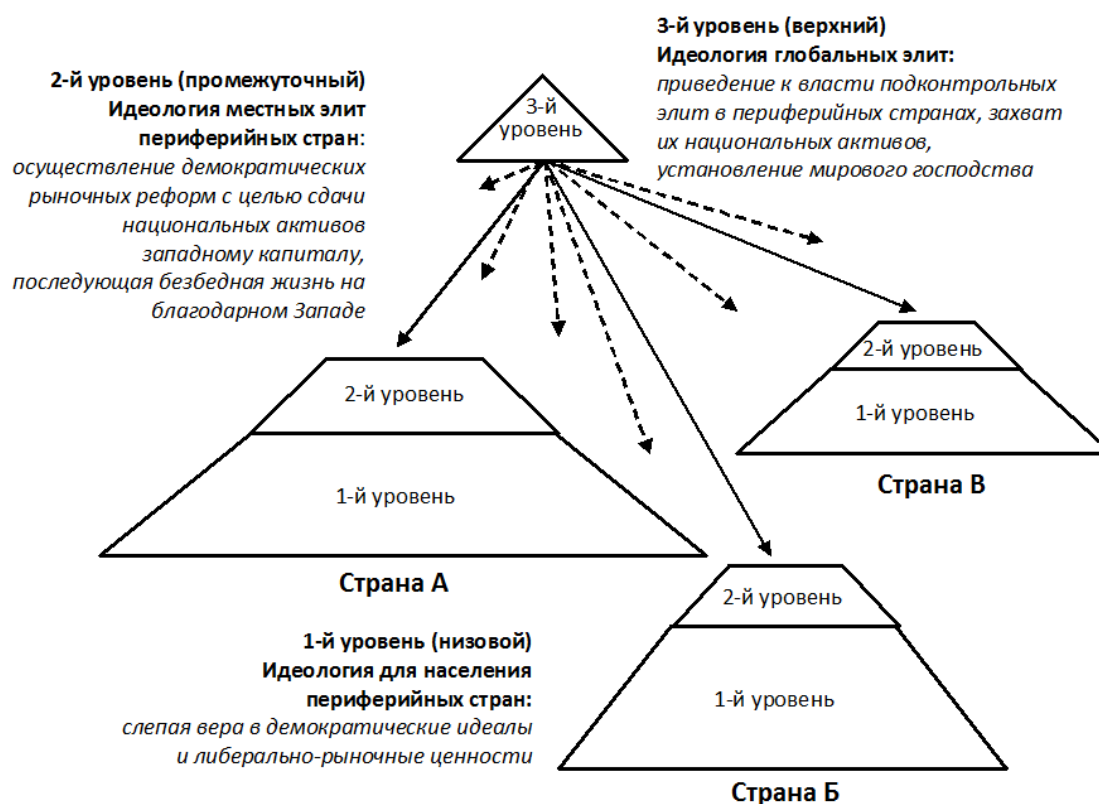 3-й уровень (верхний)
Идеология глобальных элит:
приведение к власти подконтрольных
элит в периферийных странах, захват
их национальных активов,
установление мирового господства
2-й уровень (промежуточный)
Идеология местных элит
периферийных стран:
осуществление демократических
рыночных реформ с целью сдачи
национальных активов
западному капиталу,
последующая безбедная жизнь на
благодарном Западе
3-й
уровень
2-й уровень
1-й уровень
Страна А
2-й уровень
1-й уровень
Страна В
2-й уровень
1-й уровень
Страна Б
1-й уровень (низовой)
Идеология для населения
периферийных стран:
слепая вера в демократические идеалы
и либерально-рыночные ценности